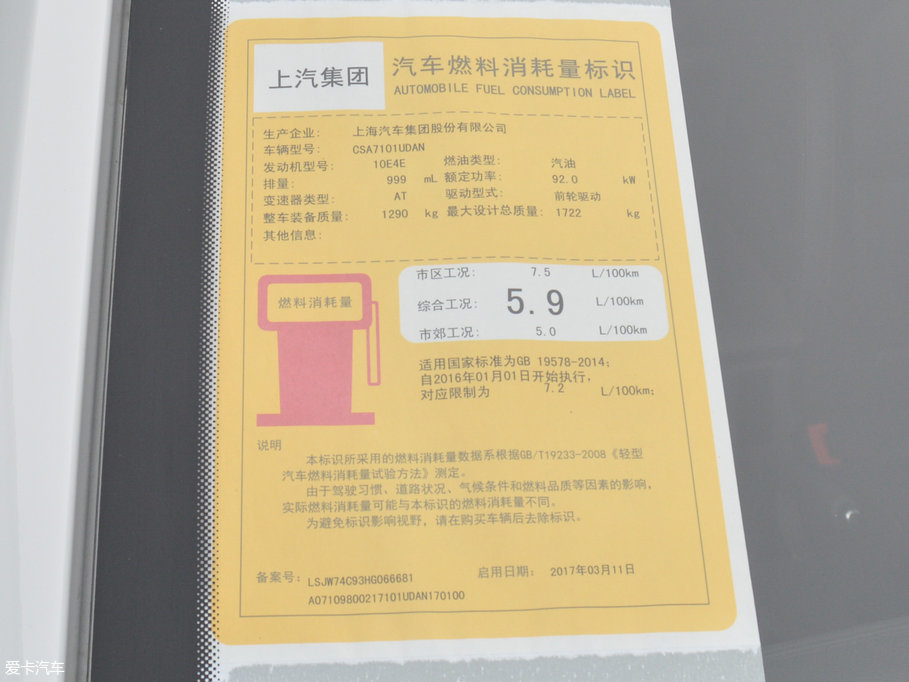 上汽集团
汽车燃料消耗量标识
AUTOMOBILE FUEL CONSUMPTION LABEL
生产企业: 上海汽车集团股份有限公司
车辆型号: CSA7101UDAN
发动机型号: 10E4E 燃油类型: 汽油
排量: 999 mL 额定功率: 92.0 kW
变速器类型: AT 驱动型式: 前轮驱动
整车装备质量: 1290 kg 最大设计总质量: 1722 kg
其他信息:
燃料消耗量
市区工况: 7.5 L/100km
综合工况: 5.9 L/100km
市郊工况: 5.0 L/100km
适用国家标准为GB 19578-2014;
自2016年01月01日开始执行,
对应限制为 7.2 L/100km;
说明
本标识所采用的燃料消耗量数据系根据GB/T19233-2008《轻型
汽车燃料消耗量试验方法》测定。
由于驾驶习惯、道路状况、气候条件和燃料品质等因素的影响,
实际燃料消耗量可能与本标识的燃料消耗量不同。
为避免标识影响视野, 请在购买车辆后去除标识。
备案号: LSJW74C93HG066681 启用日期: 2017年03月11日
A07109800217101UDAN170100
爱卡汽车